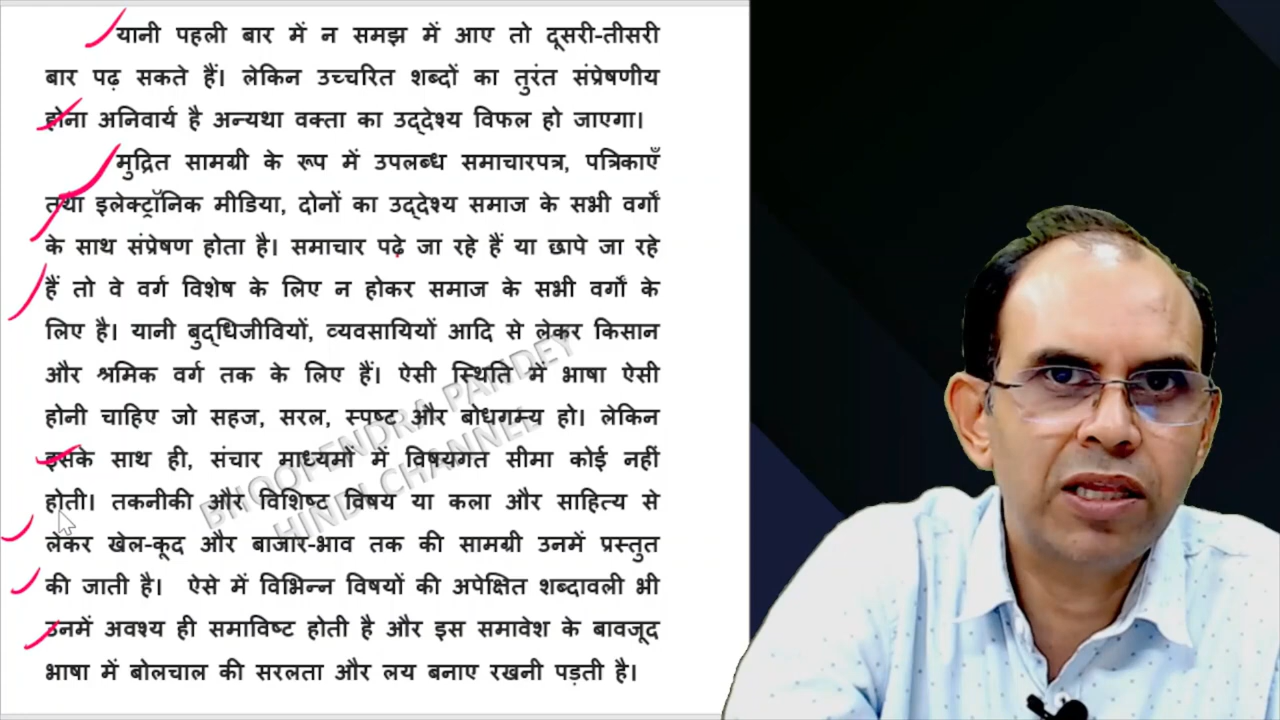 यानी पहली बार में न समझ में आए तो दूसरी-तीसरी
बार पढ़ सकते हैं। लेकिन उच्चरित शब्दों का तुरंत संप्रेषणीय
होना अनिवार्य है अन्यथा वक्ता का उद्देश्य विफल हो जाएगा।
मुद्रित सामग्री के रूप में उपलब्ध समाचारपत्र, पत्रिकाएँ
तथा इलेक्ट्रॉनिक मीडिया, दोनों का उद्देश्य समाज के सभी वर्गों
के साथ संप्रेषण होता है। समाचार पढ़े जा रहे हैं या छापे जा रहे
हैं तो वे वर्ग विशेष के लिए न होकर समाज के सभी वर्गों के
लिए है। यानी बुद्धिजीवियों, व्यवसायियों आदि से लेकर किसान
और श्रमिक वर्ग तक के लिए हैं। ऐसी स्थिति में भाषा ऐसी
होनी चाहिए जो सहज, सरल, स्पष्ट और बोधगम्य हो। लेकिन
इसके साथ ही, संचार माध्यमों में विषयगत सीमा कोई नहीं
होती। तकनीकी और विशिष्ट विषय या कला और साहित्य से
लेकर खेल-कूद और बाजार-भाव तक की सामग्री उनमें प्रस्तुत
की जाती है। ऐसे में विभिन्न विषयों की अपेक्षित शब्दावली भी
उनमें अवश्य ही समाविष्ट होती है और इस समावेश के बावजूद
भाषा में बोलचाल की सरलता और लय बनाए रखनी पड़ती है।
BHOOPENDRA PANDEY
HINDI CHANNEL